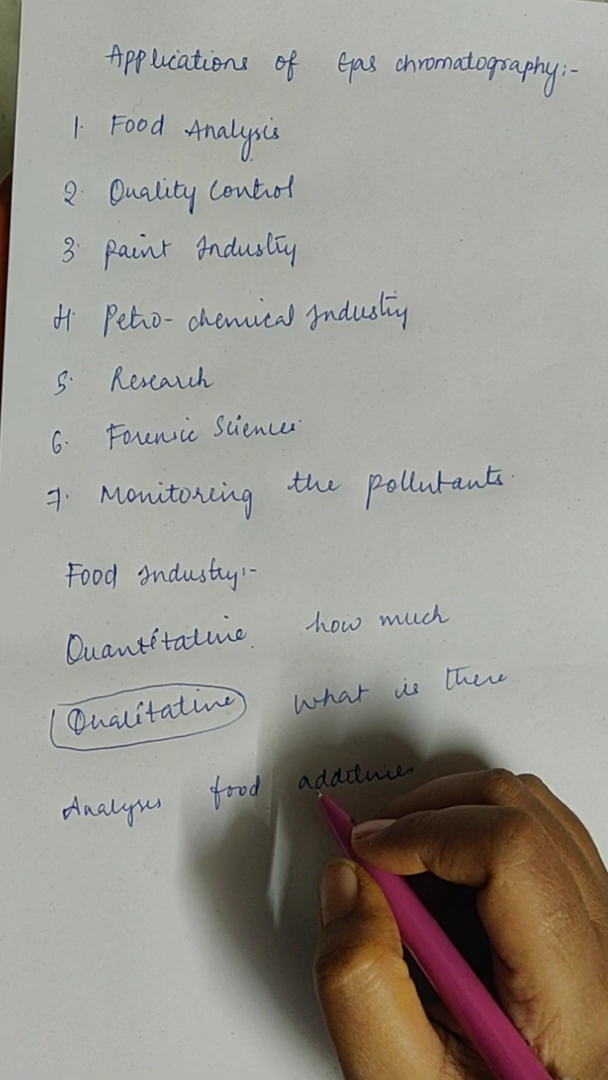 Applications of Gas chromatography:-
1. Food Analysis
2. Quality Control
3. paint Industry
4. Petro-chemical Industry
5. Research
6. Forensic Sciences
7. Monitoring the pollutants.
Food Industry:-
Quantitative how much
Qualitative What is there
Analyses food additives